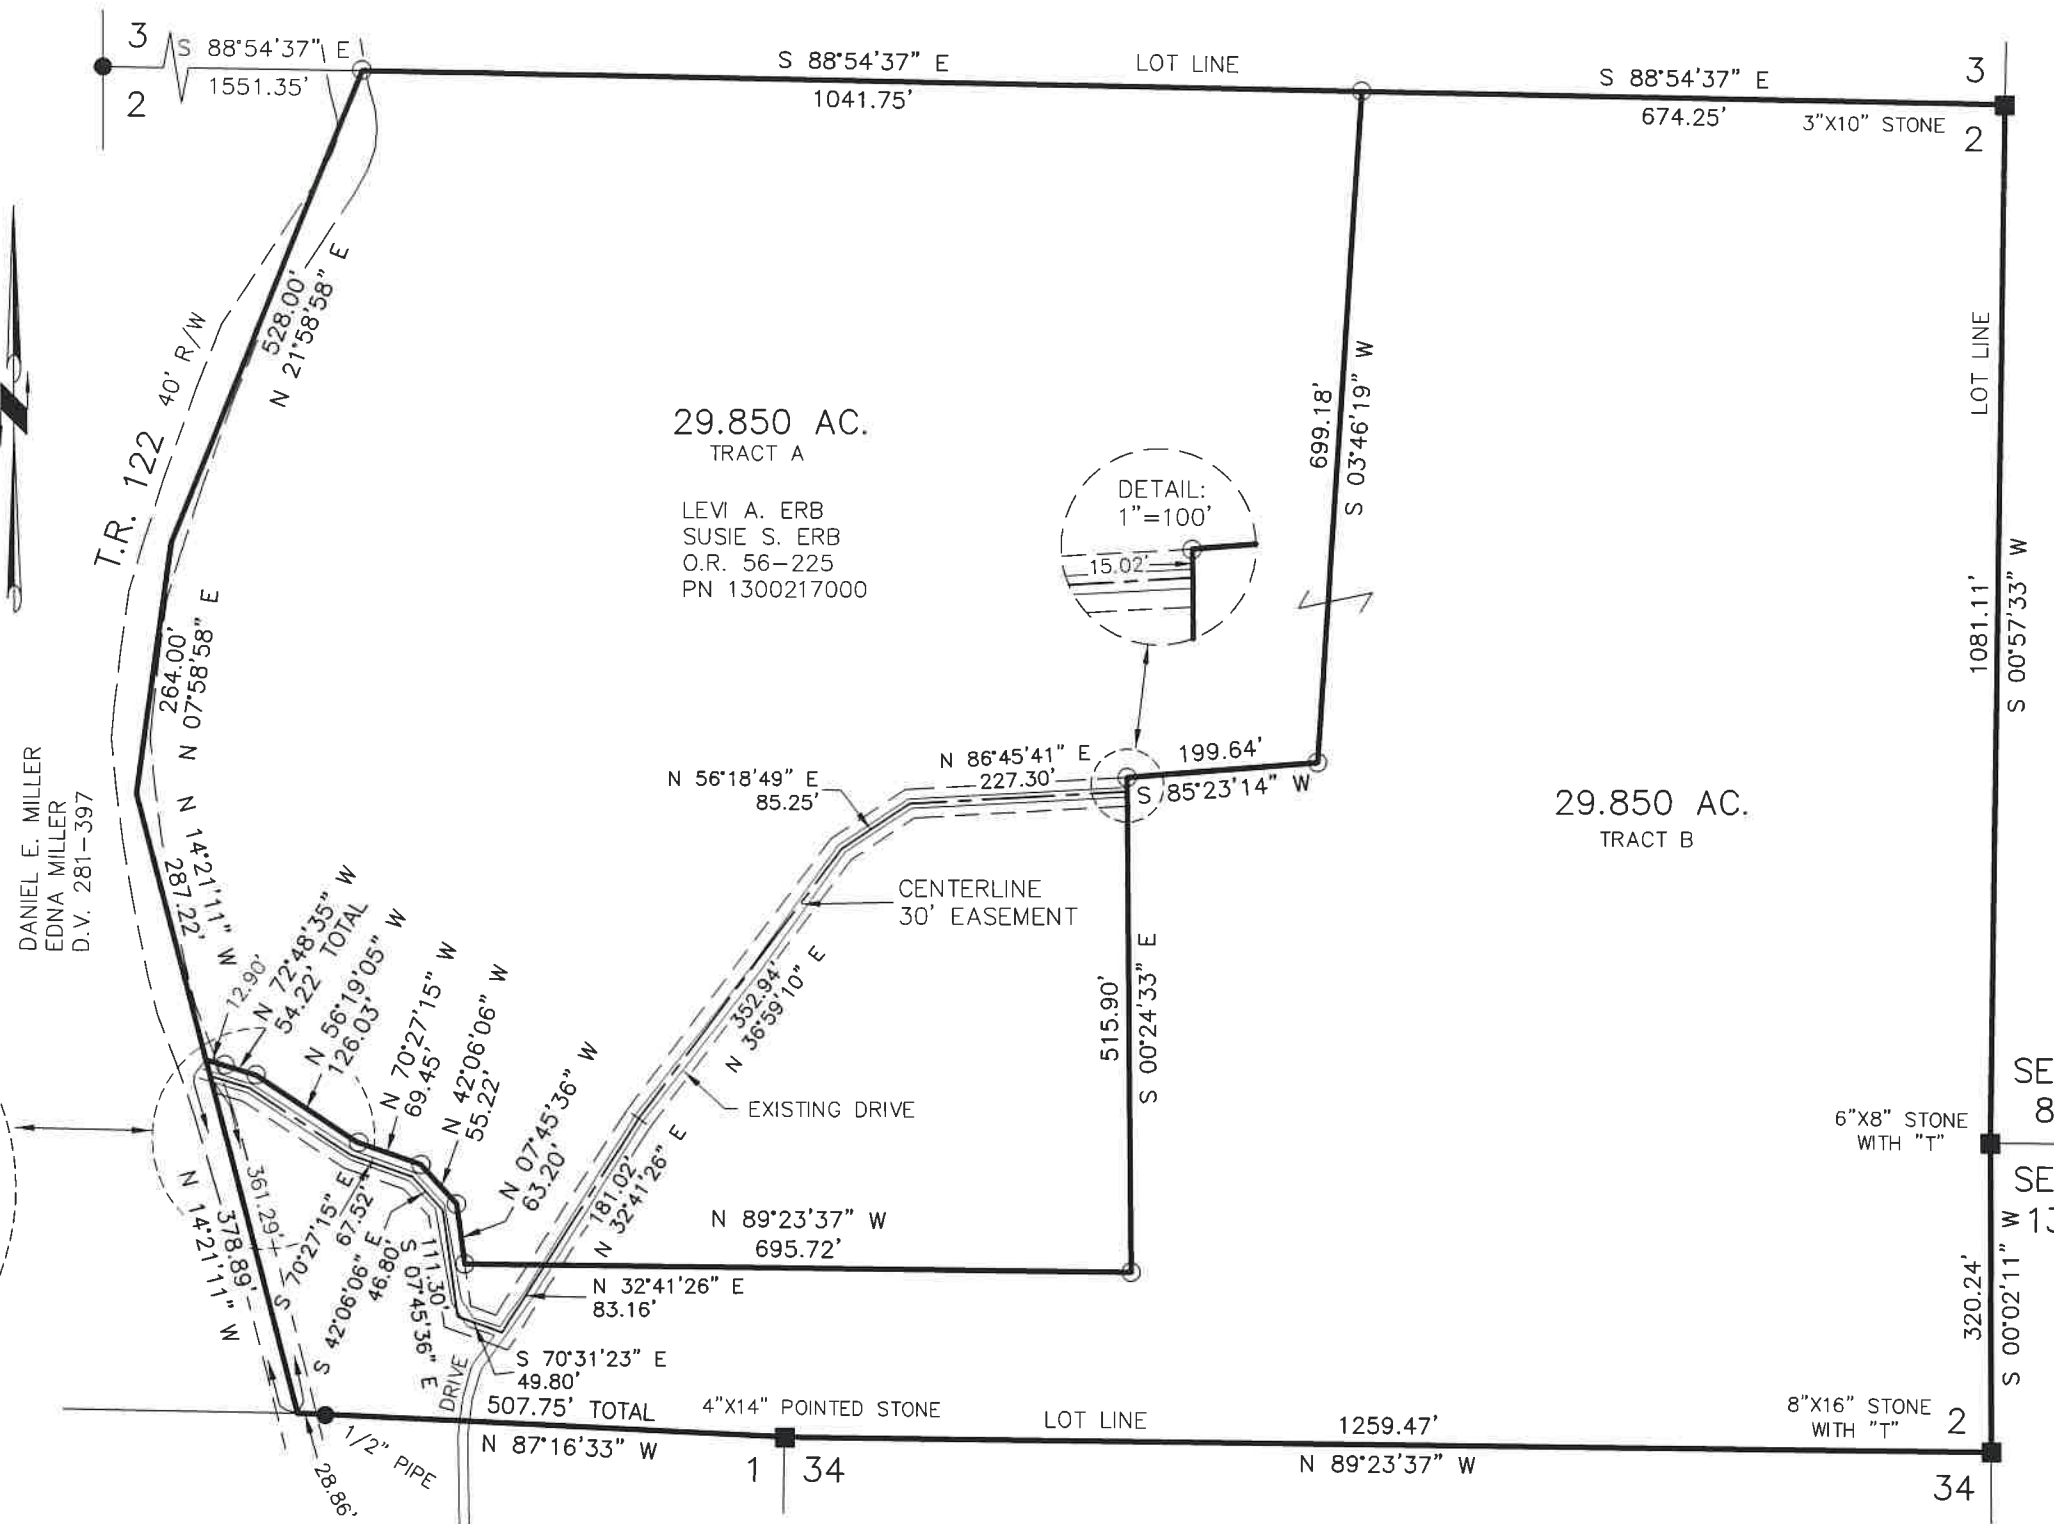 3
2
S 88°54'37" E
1551.35'
S 88°54'37" E
1041.75'
LOT LINE
S 88°54'37" E
674.25'
3"X10" STONE
3
2
528.00'
N 21°58'58" E
40' R/W
T.R. 122
29.850 AC.
TRACT A
LEVI A. ERB
SUSIE S. ERB
O.R. 56-225
PN 1300217000
DETAIL:
1"=100'
15.02'
699.18'
S 03°46'19" W
LOT LINE
1081.11'
S 00°57'33" W
264.00'
N 07°58'58" E
DANIEL E. MILLER
EDNA MILLER
D.V. 281-397
N
N 14°21'11" W
287.22'
N 56°18'49" E
85.25'
N 86°45'41" E
227.30'
199.64'
S 85°23'14" W
29.850 AC.
TRACT B
CENTERLINE
30' EASEMENT
12.90'
N 72°48'35" W
54.22' TOTAL
N 56°19'05" W
126.03'
N 70°27'15" W
69.45'
N 42°06'06" W
55.22'
N 07°45'36" W
63.20'
352.94'
N 36°59'10" E
EXISTING DRIVE
515.90'
S 00°24'33" E
181.02'
N 32°41'26" E
N 89°23'37" W
695.72'
N 32°41'26" E
83.16'
361.29'
378.89'
N 14°21'11" W
S 70°27'15" E
67.52'
S 42°06'06" E
46.80'
111.30'
S 07°45'36" E
S 70°31'23" E
49.80'
DRIVE
6"X8" STONE
WITH "T"
SE
8
SE
13
320.24'
S 00°02'11" W
507.75' TOTAL
N 87°16'33" W
1/2" PIPE
28.86'
4"X14" POINTED STONE
1
34
LOT LINE
1259.47'
N 89°23'37" W
8"X16" STONE
WITH "T"
2
34